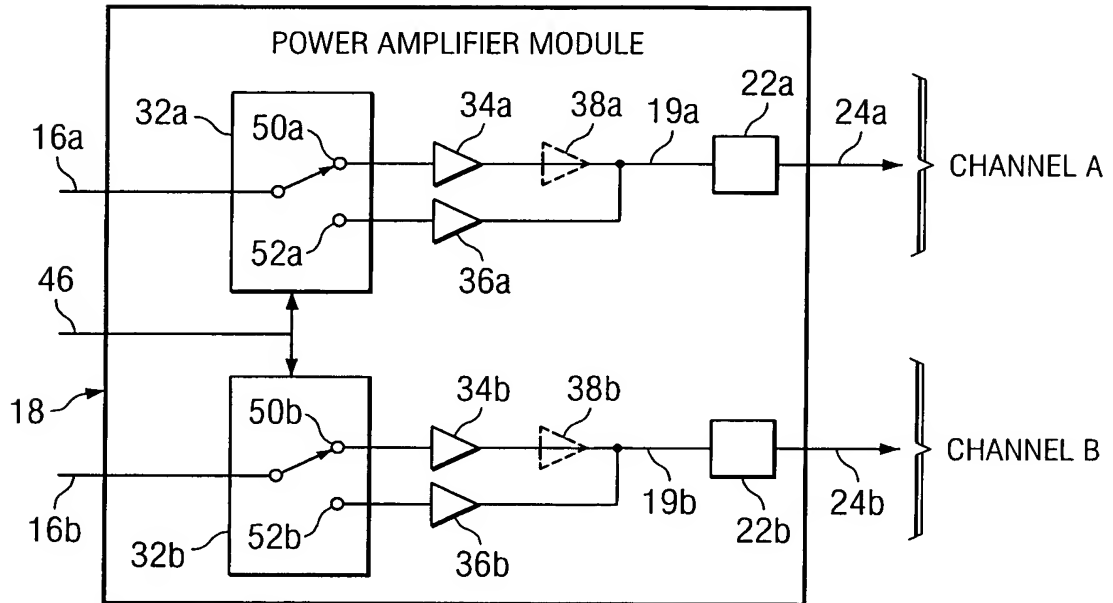 POWER AMPLIFIER MODULE
32a
50a
34a
38a
19a
22a
24a
16a
CHANNEL A
52a
36a
46
18
50b
34b
38b
CHANNEL B
16b
52b
32b
36b
19b
22b
24b